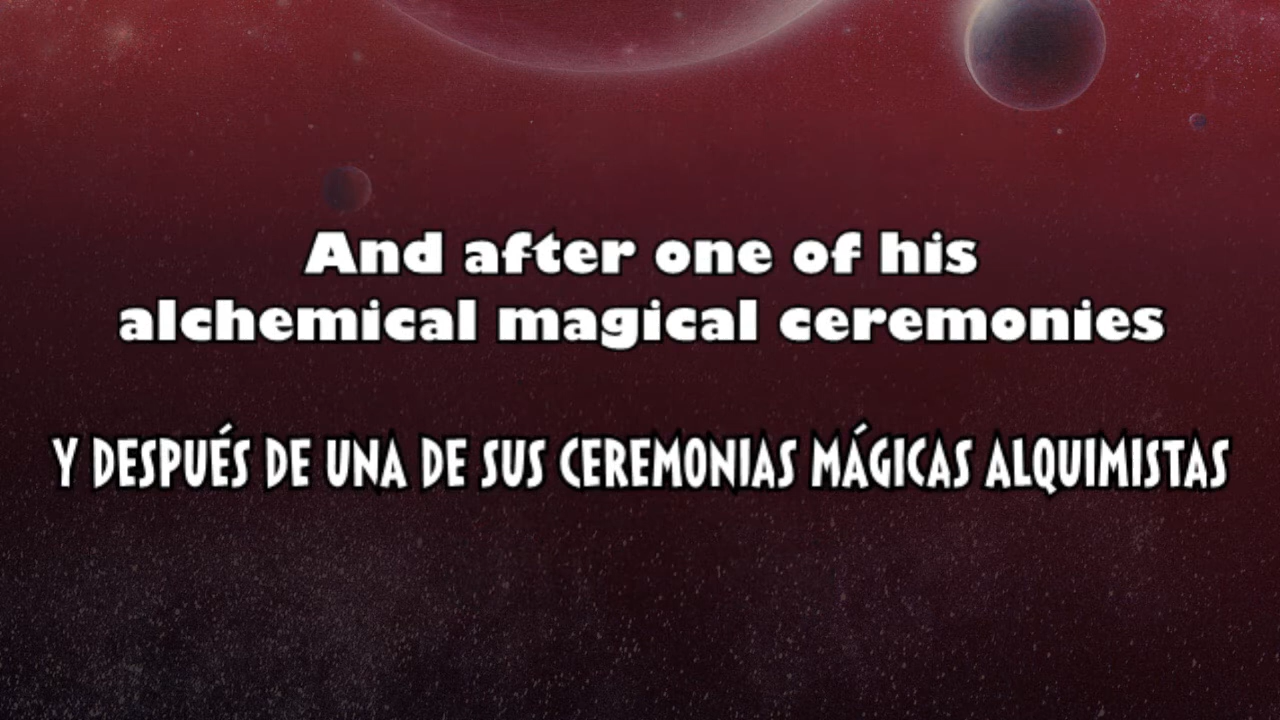 And after one of his
alchemical magical ceremonies
Y DESPUÉS DE UNA DE SUS CEREMONIAS MÁGICAS ALQUIMISTAS